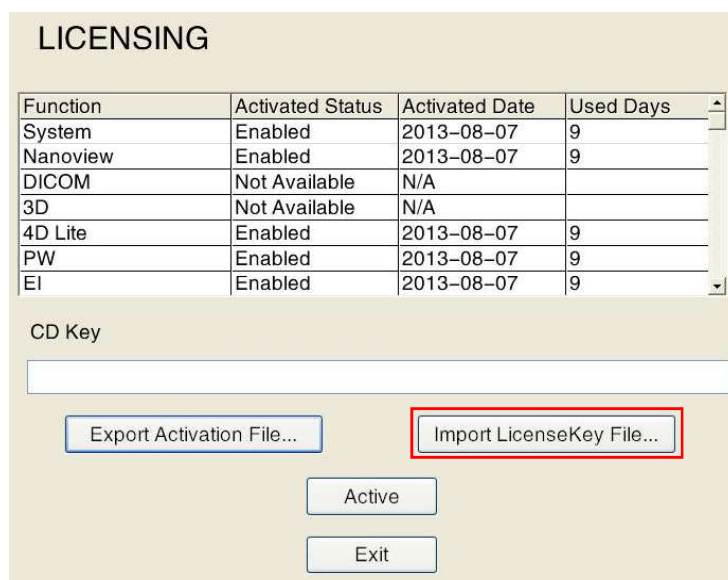 LICENSING
Function Activated Status Activated Date Used Days
System Enabled 2013–08–07 9
Nanoview Enabled 2013–08–07 9
DICOM Not Available N/A
3D Not Available N/A
4D Lite Enabled 2013–08–07 9
PW Enabled 2013–08–07 9
EI Enabled 2013–08–07 9
CD Key
Export Activation File... Import LicenseKey File...
Active
Exit